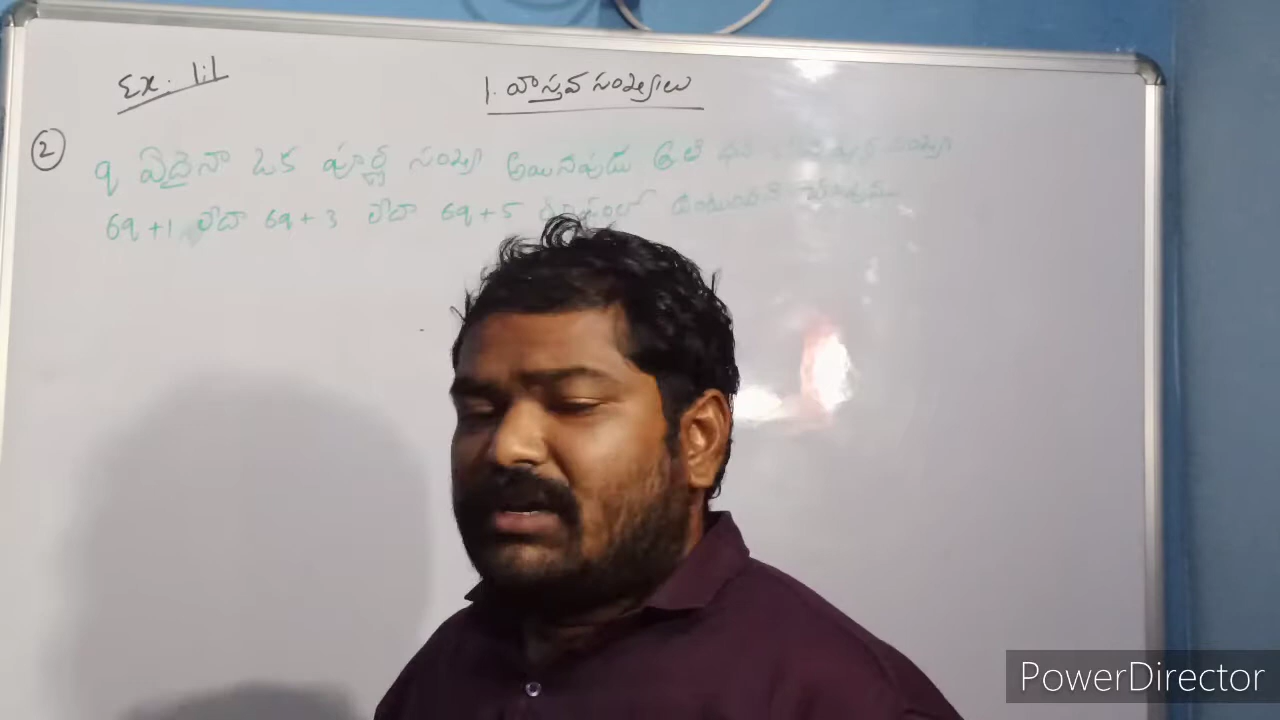 Ex. 1.1
1. వాస్తవ సంఖ్యలు
2 q ఏదైనా ఒక పూర్ణ సంఖ్య అయినపుడు ప్రతి ధన బేసి పూర్ణ సంఖ్య
6q +1 లేదా 6q + 3 లేదా 6q + 5 రూపంలో ఉంటుందని చూపుము
PowerDirector